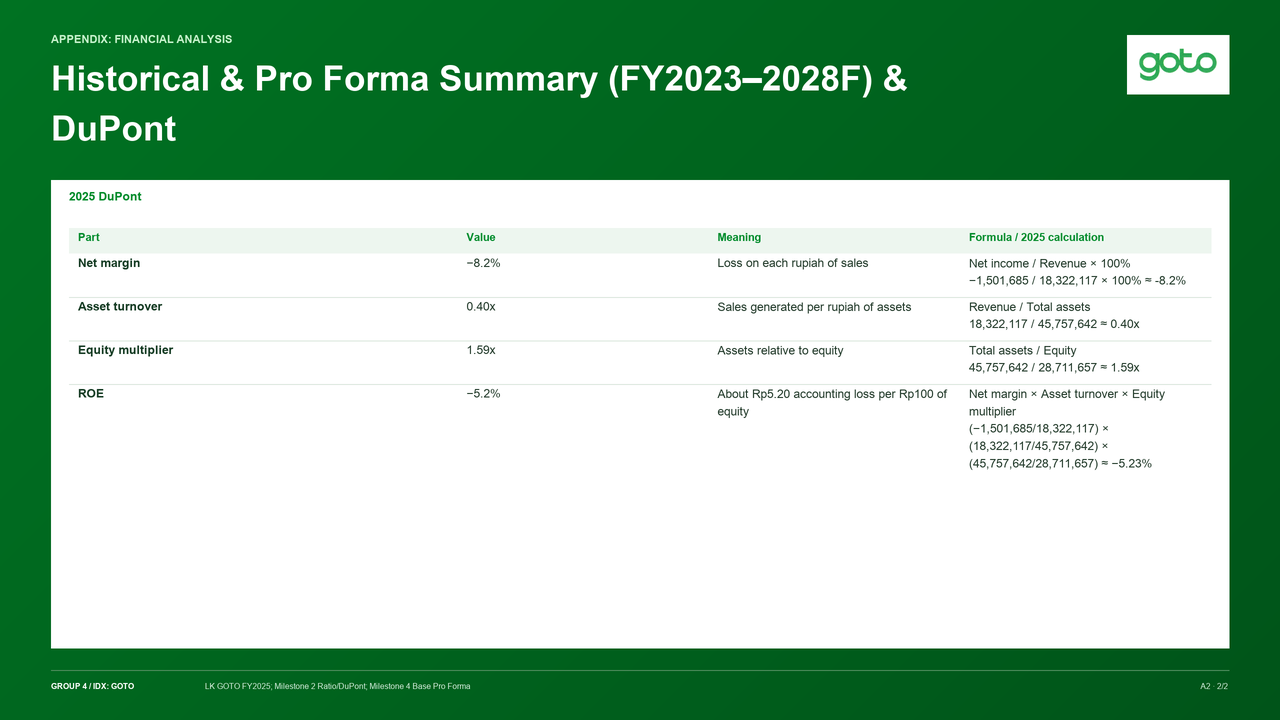 APPENDIX: FINANCIAL ANALYSIS
Historical & Pro Forma Summary (FY2023–2028F) &
DuPont
goto
2025 DuPont
Part Value Meaning Formula / 2025 calculation
Net margin −8.2% Loss on each rupiah of sales Net income / Revenue × 100%
−1,501,685 / 18,322,117 × 100% ≈ -8.2%
Asset turnover 0.40x Sales generated per rupiah of assets Revenue / Total assets
18,322,117 / 45,757,642 ≈ 0.40x
Equity multiplier 1.59x Assets relative to equity Total assets / Equity
45,757,642 / 28,711,657 ≈ 1.59x
ROE −5.2% About Rp5.20 accounting loss per Rp100 of Net margin × Asset turnover × Equity
equity multiplier
(−1,501,685/18,322,117) ×
(18,322,117/45,757,642) ×
(45,757,642/28,711,657) ≈ −5.23%
GROUP 4 / IDX: GOTO LK GOTO FY2025; Milestone 2 Ratio/DuPont; Milestone 4 Base Pro Forma A2 · 2/2